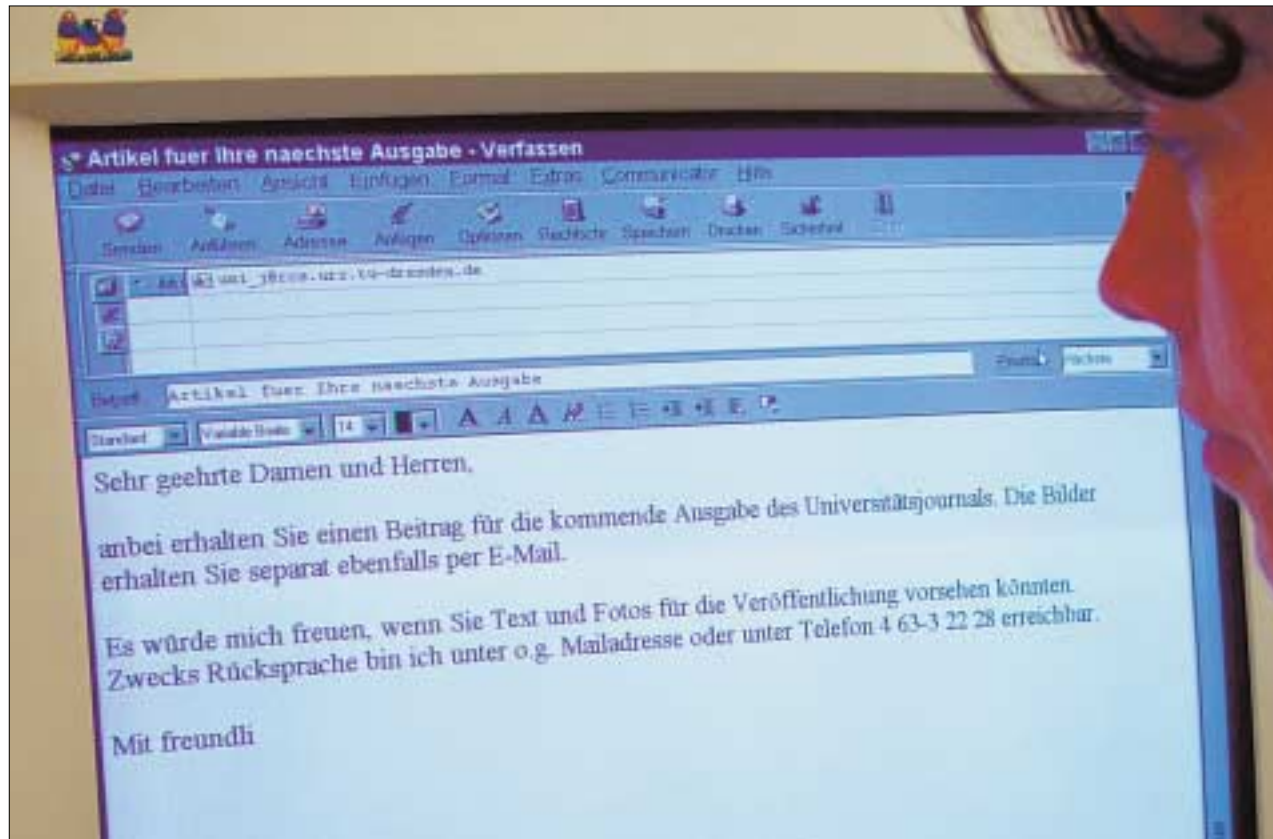 Artikel fuer Ihre naechste Ausgabe - Verfassen
Datei Bearbeiten Ansicht Einfügen Format Extras Communicator Hilfe
Senden Anführen Adresse Anfügen Optionen Rechtschr. Speichern Drucken Sicherheit
Betreff: Artikel fuer Ihre naechste Ausgabe
Priorität: Höchste
Standard Variable Breite 14
Sehr geehrte Damen und Herren,
anbei erhalten Sie einen Beitrag für die kommende Ausgabe des Universitätsjournals. Die Bilder
erhalten Sie separat ebenfalls per E-Mail.
Es würde mich freuen, wenn Sie Text und Fotos für die Veröffentlichung vorsehen könnten.
Zwecks Rücksprache bin ich unter o.g. Mailadresse oder unter Telefon 4 63-3 22 28 erreichbar.
Mit freundli